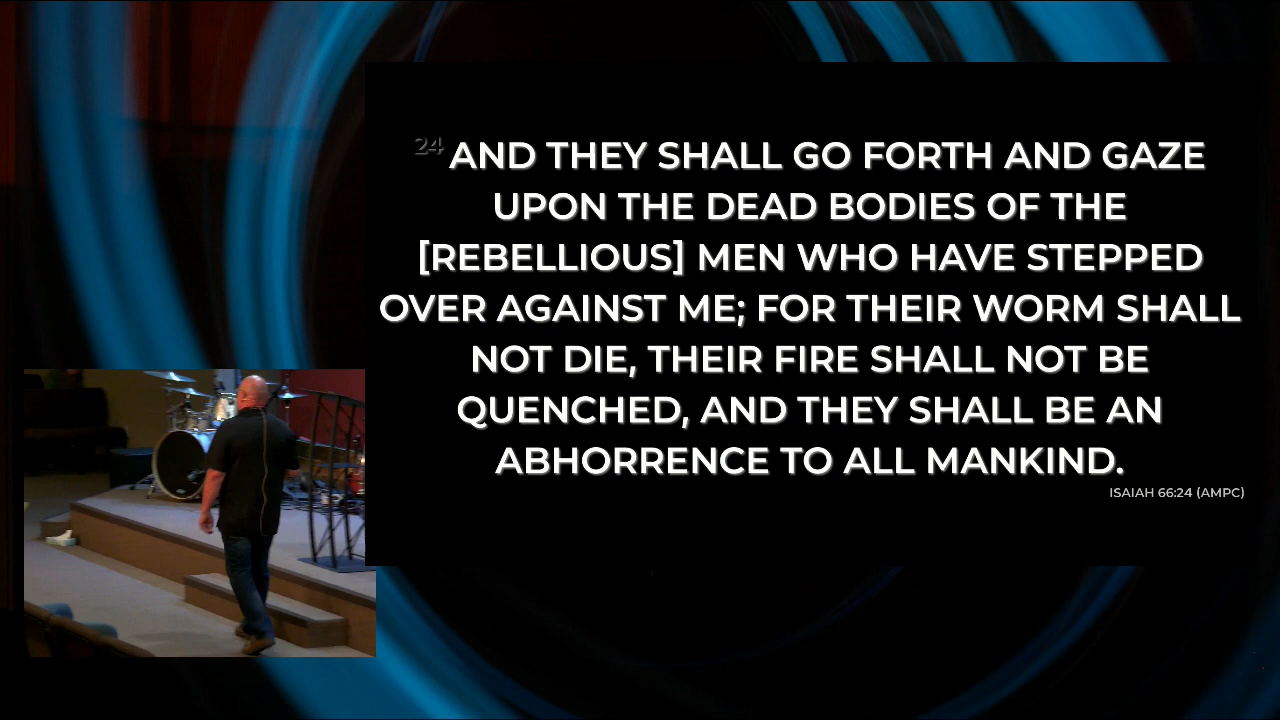 24 AND THEY SHALL GO FORTH AND GAZE
UPON THE DEAD BODIES OF THE
[REBELLIOUS] MEN WHO HAVE STEPPED
OVER AGAINST ME; FOR THEIR WORM SHALL
NOT DIE, THEIR FIRE SHALL NOT BE
QUENCHED, AND THEY SHALL BE AN
ABHORRENCE TO ALL MANKIND.
ISAIAH 66:24 (AMPC)